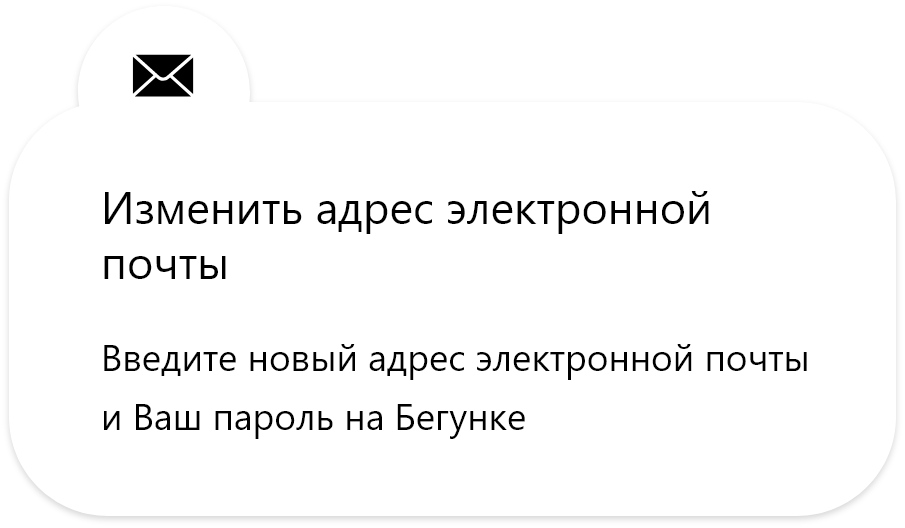 Изменить адрес электронной
почты
Введите новый адрес электронной почты
и Ваш пароль на Бегунке